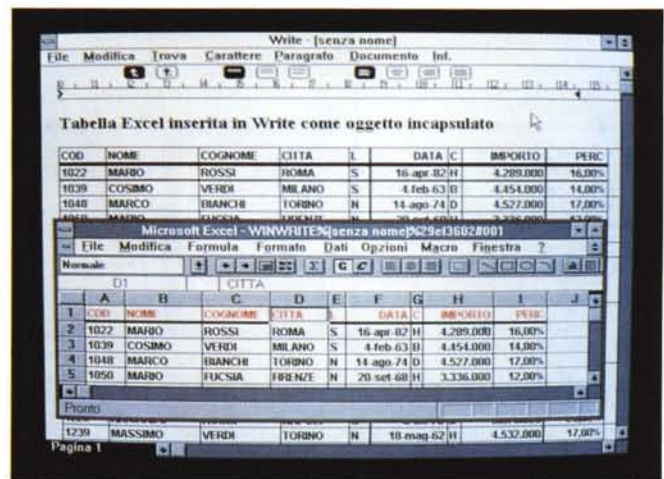 Write - [senza nome]
File Modifica Trova Carattere Paragrafo Documento Inf.
Tabella Excel inserita in Write come oggetto incapsulato
COD NOME COGNOME CITTA L DATA C IMPORTO PERC
1022 MARIO ROSSI ROMA S 16-apr-82 H 4.289.000 16,00%
1039 COSIMO VERDI MILANO S 4-feb-63 B 4.454.000 14,00%
1048 MARCO BIANCHI TORINO N 14-ago-74 D 4.527.000 17,00%
Microsoft Excel - WINWRITE%[senza nome]%29ef3602#001
File Modifica Formula Formato Dati Opzioni Macro Finestra ?
Normale Σ G C
D1 CITTA
A B C D E F G H I J
1 COD NOME COGNOME CITTA L DATA C IMPORTO PERC
2 1022 MARIO ROSSI ROMA S 16-apr-82 H 4.289.000 16,00%
3 1039 COSIMO VERDI MILANO S 4-feb-63 B 4.454.000 14,00%
4 1048 MARCO BIANCHI TORINO N 14-ago-74 D 4.527.000 17,00%
5 1050 MARIO FUCSIA FIRENZE N 20-set-68 H 3.336.000 12,00%
Pronto
1239 MASSIMO VERDI TORINO N 18-mag-62 H 4.532.000 17,00%
Pagina 1